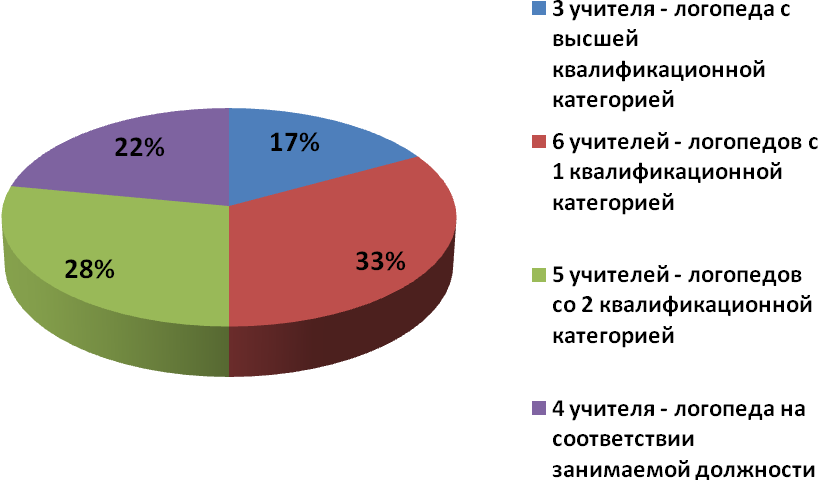 3 учителя - логопеда с
высшей
квалификационной
категорией
6 учителей - логопедов с
1 квалификационной
категорией
5 учителей - логопедов
со 2 квалификационной
категорией
4 учителя - логопеда на
соответствии
занимаемой должности
17%
33%
28%
22%